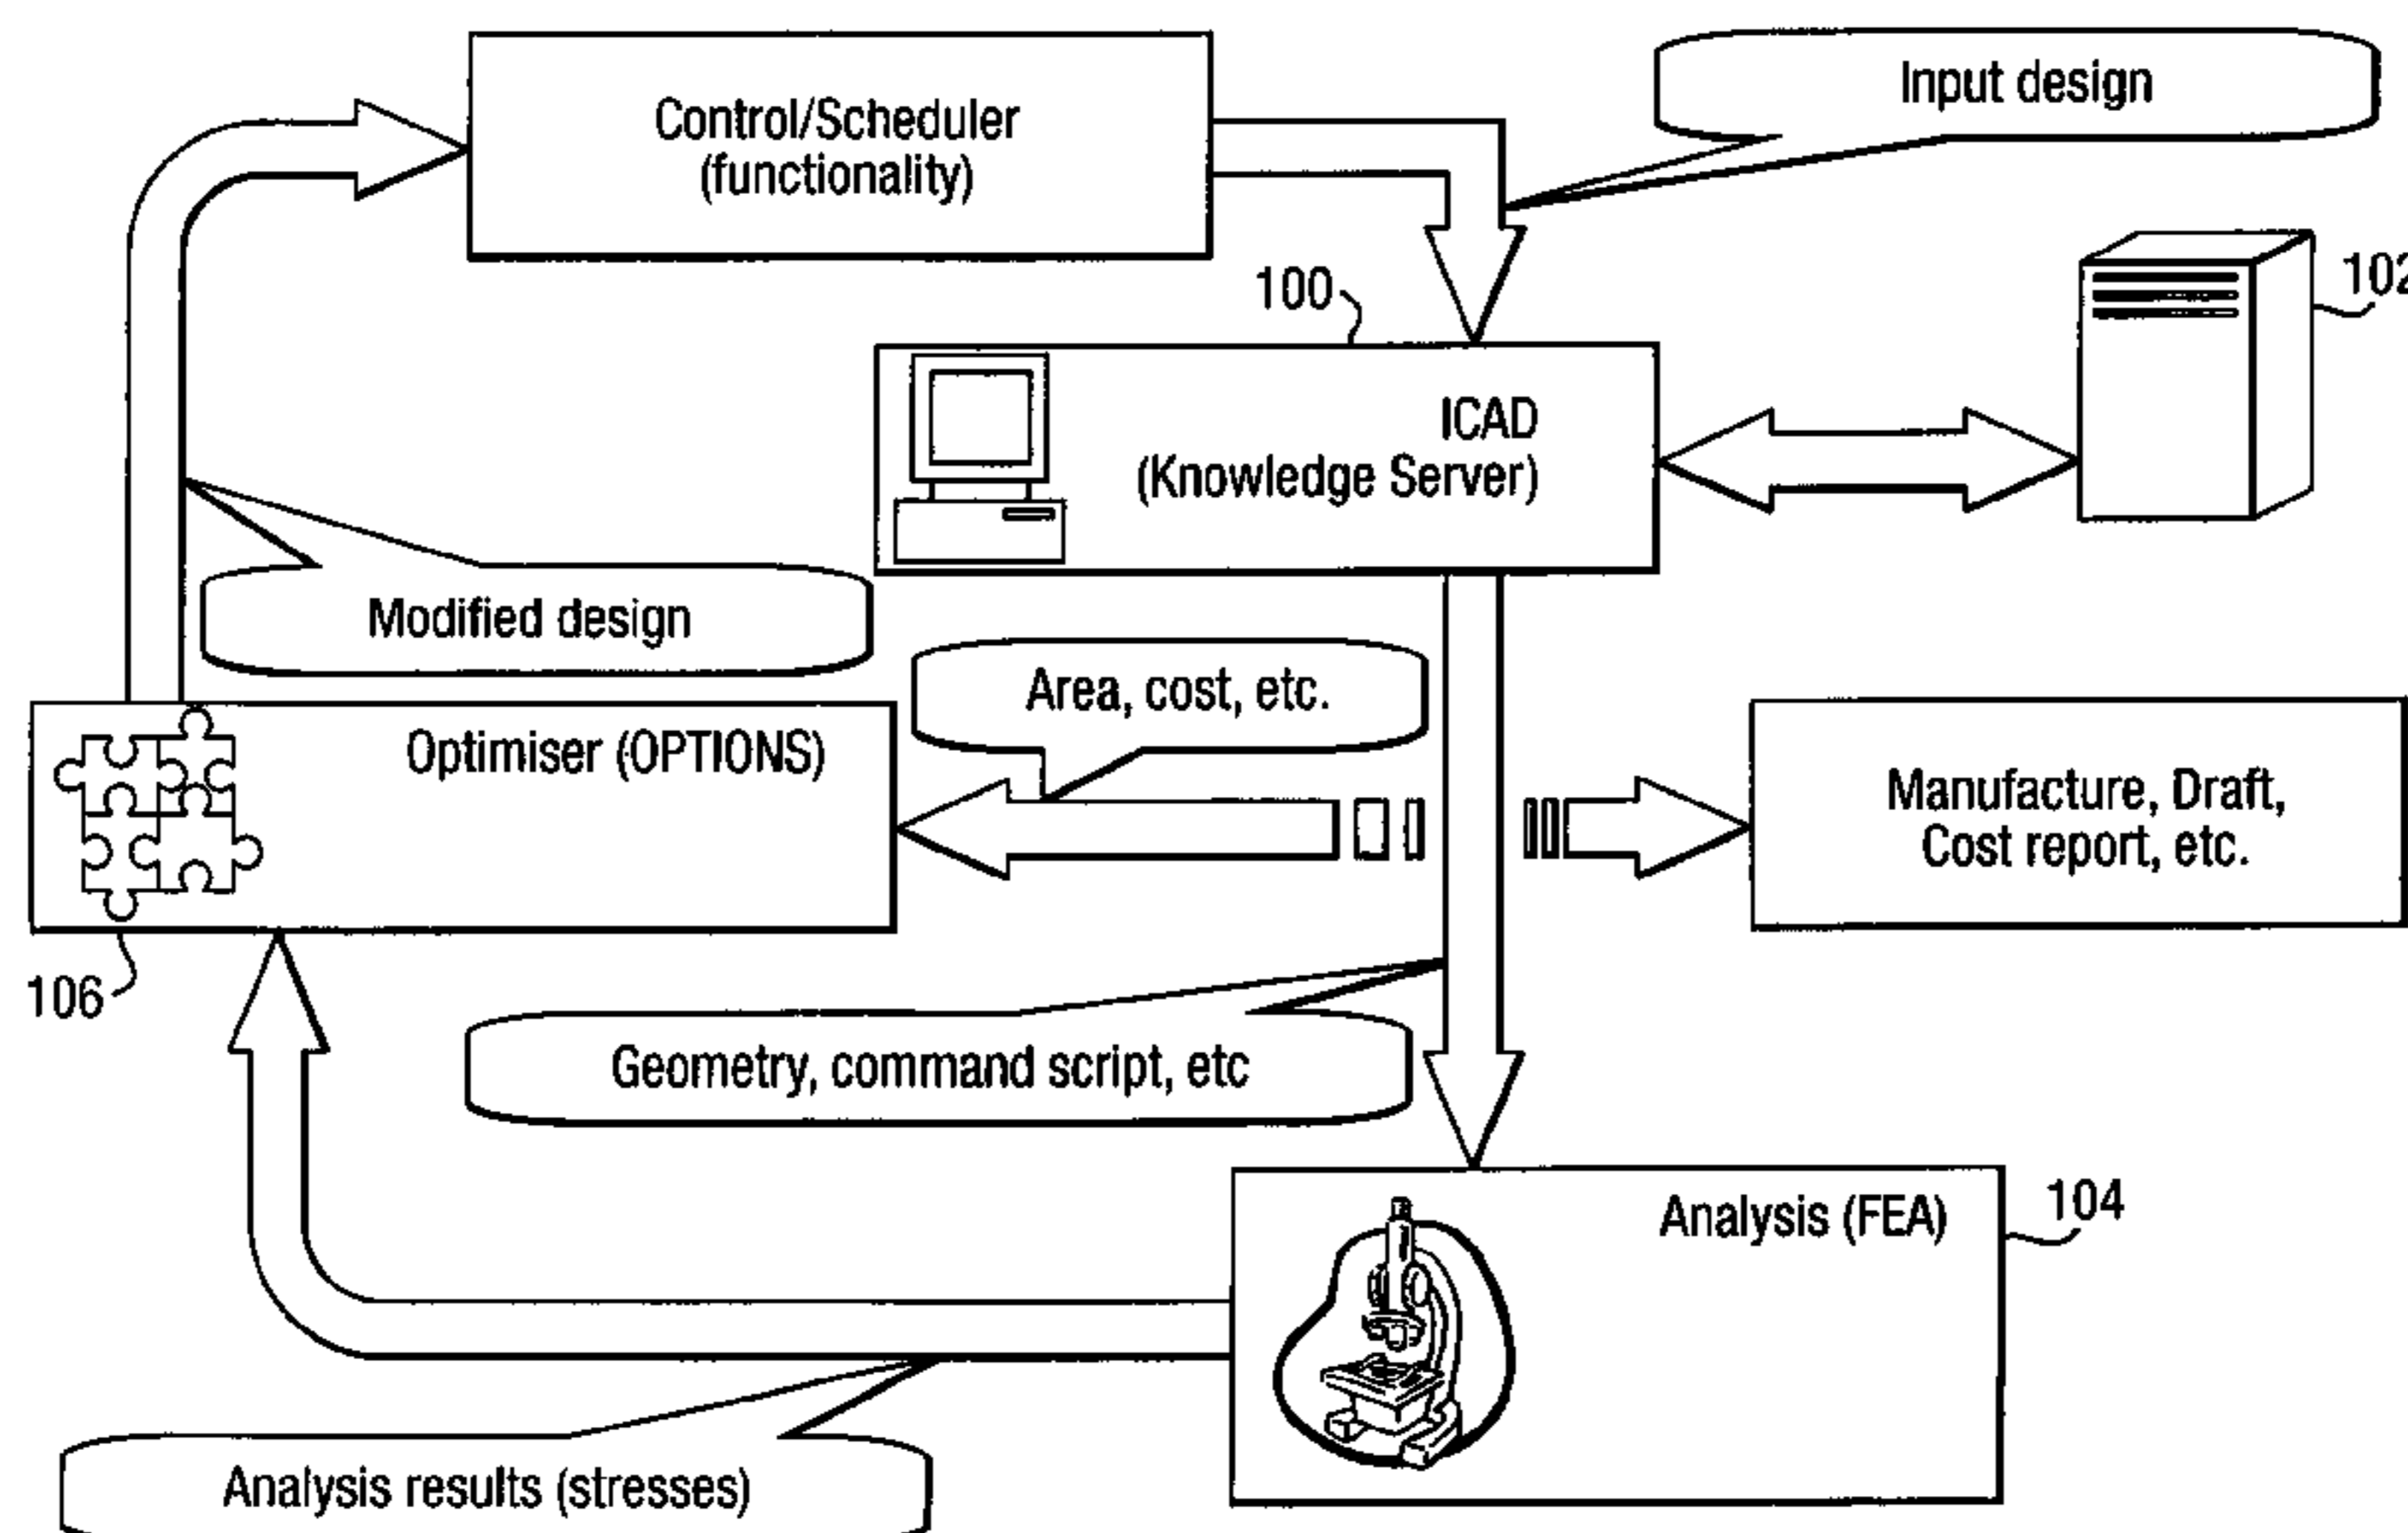 Control/Scheduler
(functionality)
Input design
100
102
ICAD
(Knowledge Server)
Modified design
Area, cost, etc.
Optimiser (OPTIONS)
Manufacture, Draft,
Cost report, etc.
106
Geometry, command script, etc
Analysis (FEA)
104
Analysis results (stresses)